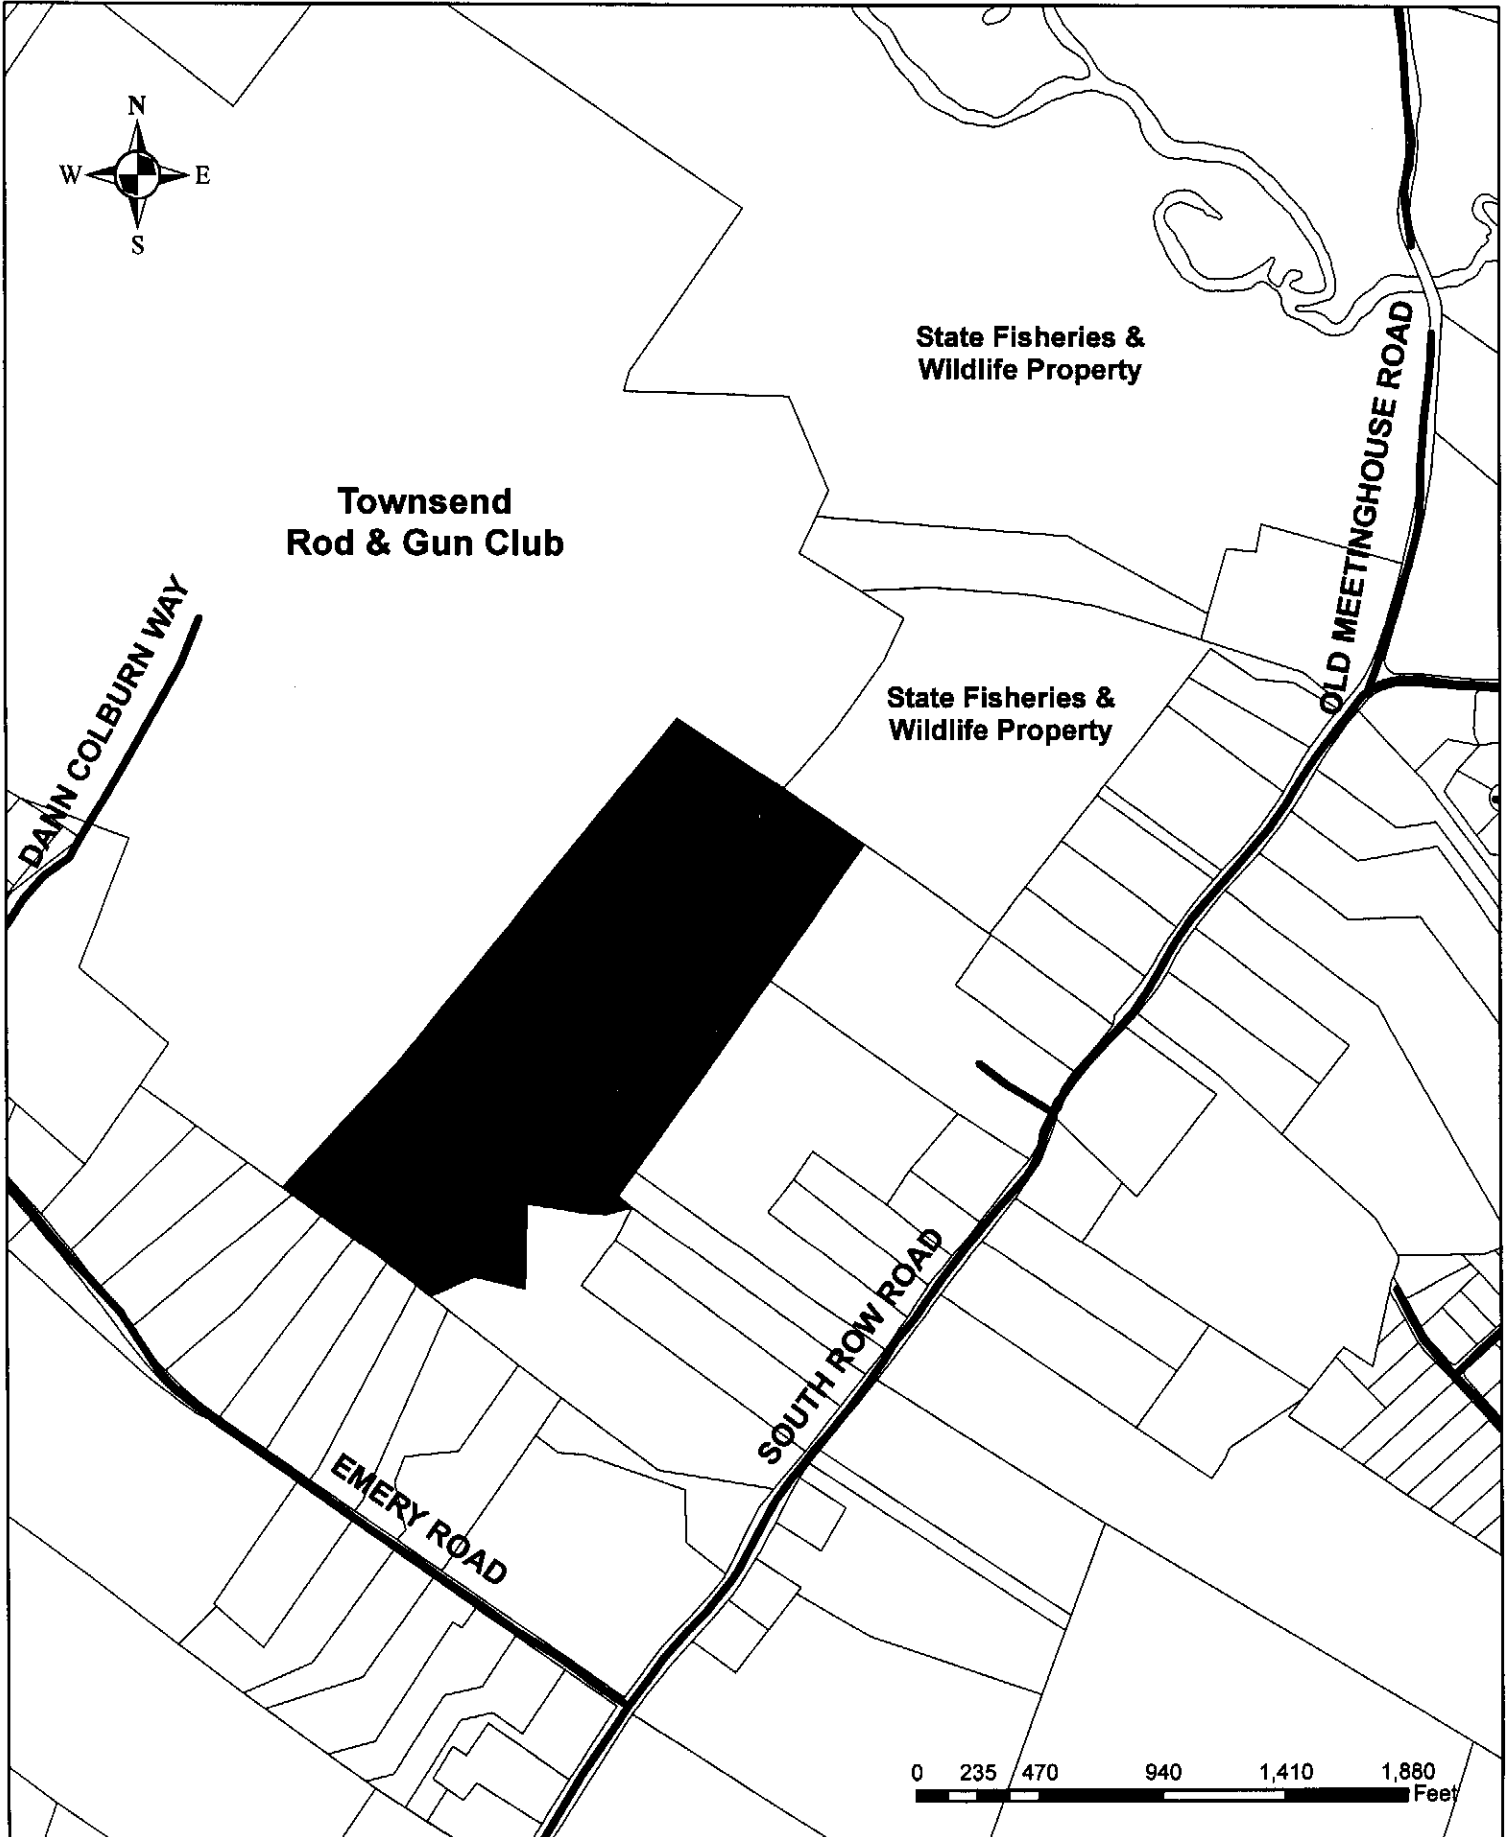 N
W E
S
State Fisheries &
Wildlife Property
OLD MEETINGHOUSE ROAD
Townsend
Rod & Gun Club
DANN COLBURN WAY
State Fisheries &
Wildlife Property
SOUTH ROW ROAD
EMERY ROAD
0 235 470 940 1,410 1,880
Feet